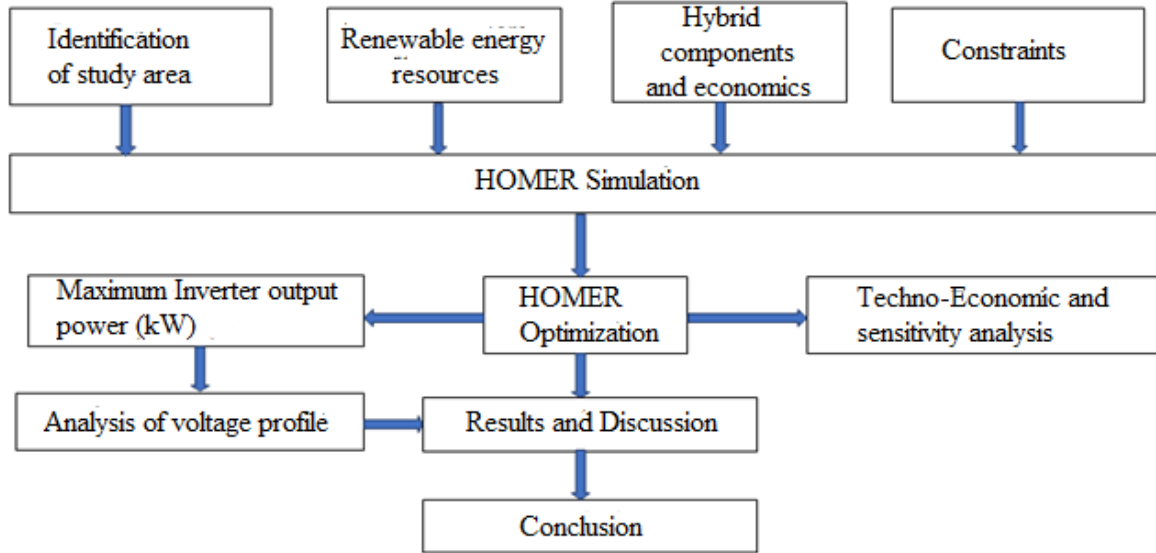 Identification
of study area
Renewable energy
resources
Hybrid
components
and economics
Constraints
HOMER Simulation
Maximum Inverter output
power (kW)
HOMER
Optimization
Techno-Economic and
sensitivity analysis
Analysis of voltage profile
Results and Discussion
Conclusion